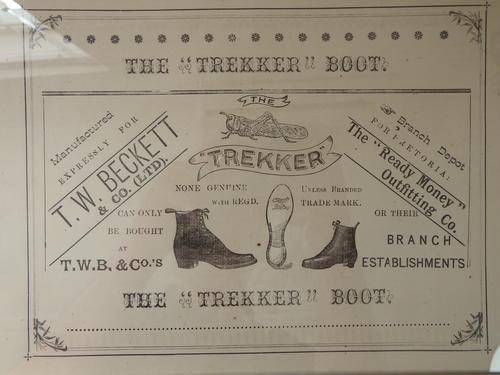 THE "TREKKER" BOOT.
Manufactured
EXPRESSLY FOR
T. W. BECKETT
& CO. (LTD).
THE
"TREKKER"
Branch Depot
FOR PRETORIA:
The "Ready Money"
Outfitting Co.
NONE GENUINE UNLESS BRANDED
WITH REGD. TRADE MARK.
CAN ONLY
BE BOUGHT
AT
T.W.B. & CO.'S
OR THEIR
BRANCH
ESTABLISHMENTS
THE "TREKKER" BOOT.